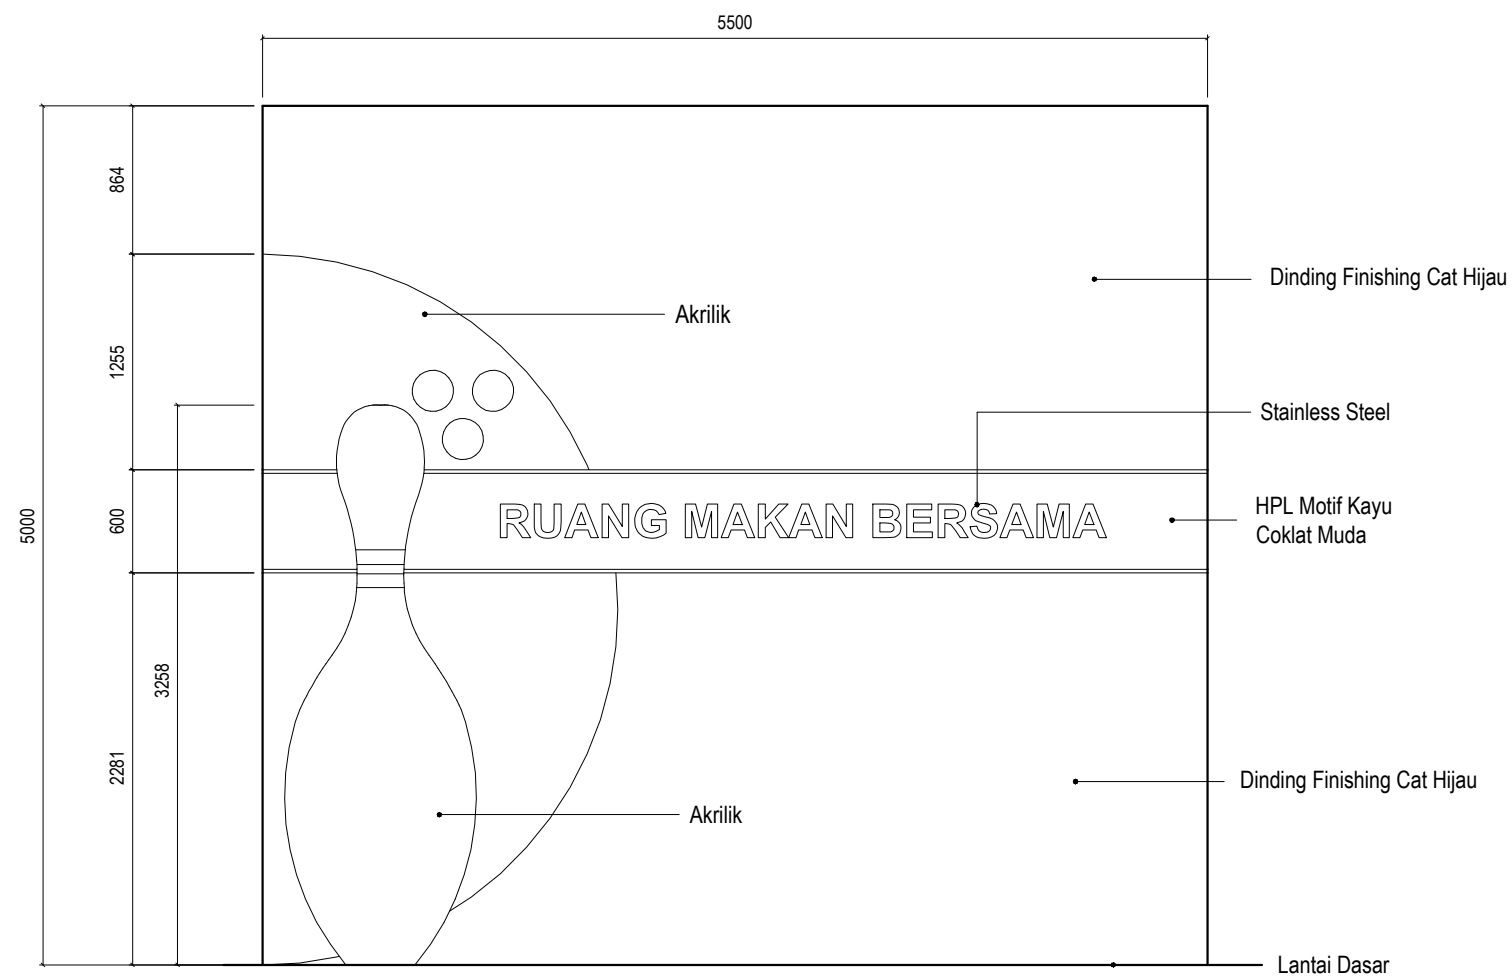 5500
864
Dinding Finishing Cat Hijau
Akrilik
1255
Stainless Steel
5000
600
RUANG MAKAN BERSAMA
HPL Motif Kayu
Coklat Muda
3258
2281
Dinding Finishing Cat Hijau
Akrilik
Lantai Dasar